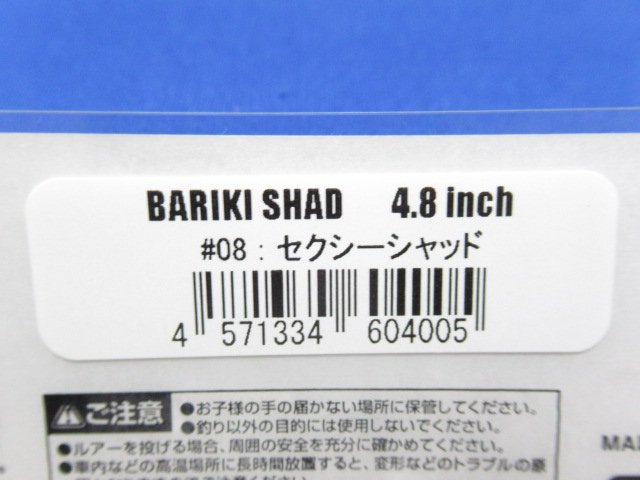 BARIKI SHAD 4.8 inch
#08 : セクシーシャッド
4 571334 604005
ご注意
●お子様の手の届かない場所に保管してください。
●釣り以外の目的には使用しないでください。
●ルアーを投げる場合、周囲の安全を充分に確かめてください。
●車内などの高温場所に長時間放置すると、変形などのトラブルの原